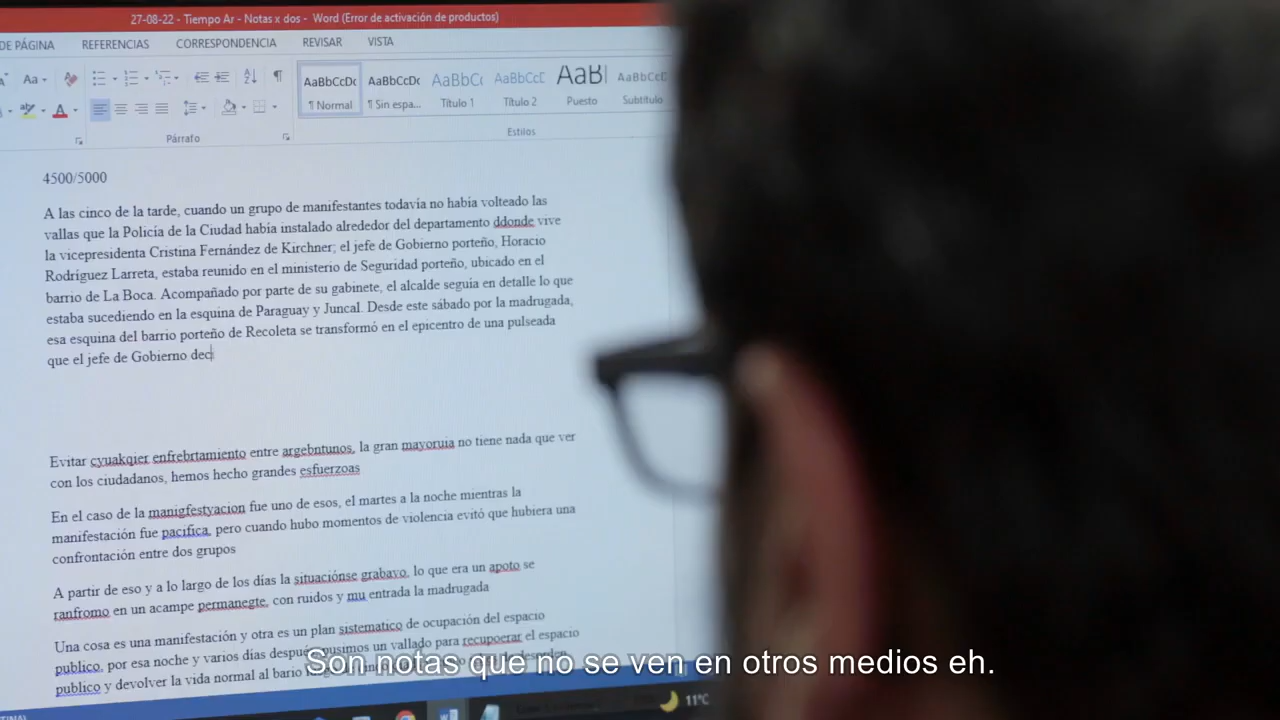 27-08-22 - Tiempo Ar - Notas x dos - Word (Error de activación de productos)
DE PÁGINA REFERENCIAS CORRESPONDENCIA REVISAR VISTA
Aa
AaBbCcDc AaBbCcDc AaBbC AaBbCcD AaB AaBbCcD
¶ Normal ¶ Sin espa... Título 1 Título 2 Puesto Subtítulo
Párrafo Estilos
4500/5000
A las cinco de la tarde, cuando un grupo de manifestantes todavía no había volteado las
vallas que la Policía de la Ciudad había instalado alrededor del departamento ddonde vive
la vicepresidenta Cristina Fernández de Kirchner; el jefe de Gobierno porteño, Horacio
Rodríguez Larreta, estaba reunido en el ministerio de Seguridad porteño, ubicado en el
barrio de La Boca. Acompañado por parte de su gabinete, el alcalde seguía en detalle lo que
estaba sucediendo en la esquina de Paraguay y Juncal. Desde este sábado por la madrugada,
esa esquina del barrio porteño de Recoleta se transformó en el epicentro de una pulseada
que el jefe de Gobierno dec
Evitar cyuakqier enfrebrtamiento entre argebntunos, la gran mayoruia no tiene nada que ver
con los ciudadanos, hemos hecho grandes esfuerzoas
En el caso de la manigfestyacion fue uno de esos, el martes a la noche mientras la
manifestación fue pacifica, pero cuando hubo momentos de violencia evitó que hubiera una
confrontación entre dos grupos
A partir de eso y a lo largo de los días la situaciónse grabavo, lo que era un apoto se
ranfromo en un acampe permanegte, con ruidos y mu entrada la madrugada
Una cosa es una manifestación y otra es un plan sistematico de ocupación del espacio
publico, por esa noche y varios días después pusimos un vallado para recupoerar el espacio
publico y devolver la vida normal al bario
Son notas que no se ven en otros medios eh.
11°C